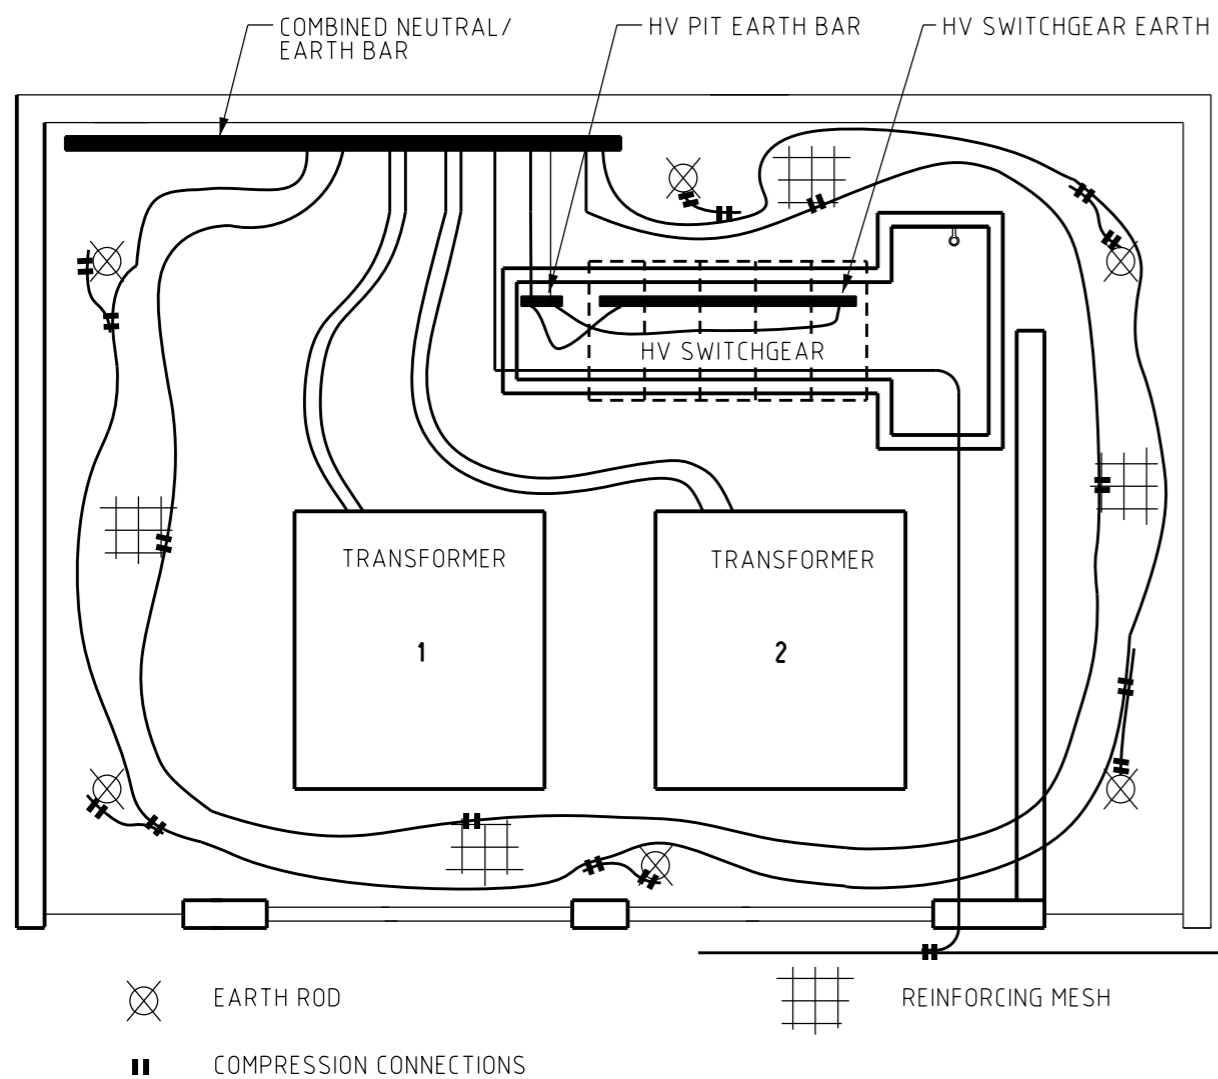 COMBINED NEUTRAL/
EARTH BAR
HV PIT EARTH BAR
HV SWITCHGEAR EARTH
HV SWITCHGEAR
TRANSFORMER
1
TRANSFORMER
2
EARTH ROD
REINFORCING MESH
COMPRESSION CONNECTIONS